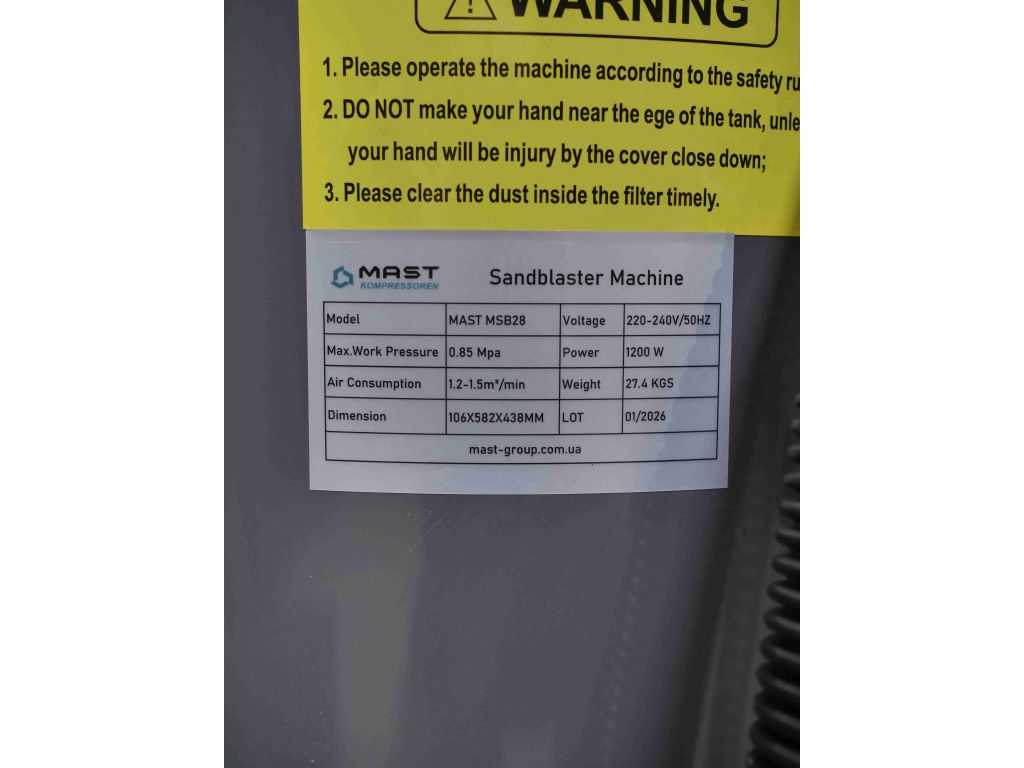 WARNING
1. Please operate the machine according to the safety ru
2. DO NOT make your hand near the ege of the tank, unle
your hand will be injury by the cover close down;
3. Please clear the dust inside the filter timely.
MAST
KOMPRESSOREN
Sandblaster Machine
Model MAST MSB28 Voltage 220-240V/50HZ
Max.Work Pressure 0.85 Mpa Power 1200 W
Air Consumption 1.2-1.5m³/min Weight 27.4 KGS
Dimension 106X582X438MM LOT 01/2026
mast-group.com.ua